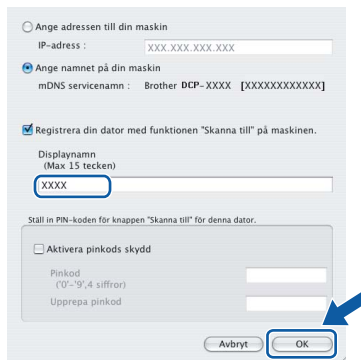 Ange adressen till din maskin
IP-adress : XXX.XXX.XXX.XXX
Ange namnet på din maskin
mDNS servicenamn : Brother DCP-XXXX [XXXXXXXXXXXX]
Registrera din dator med funktionen "Skanna till" på maskinen.
Displaynamn
(Max 15 tecken)
XXXX
Ställ in PIN-koden för knappen "Skanna till" för denna dator.
Aktivera pinkods skydd
Pinkod
('0'-'9',4 siffror)
Upprepa pinkod
Avbryt OK